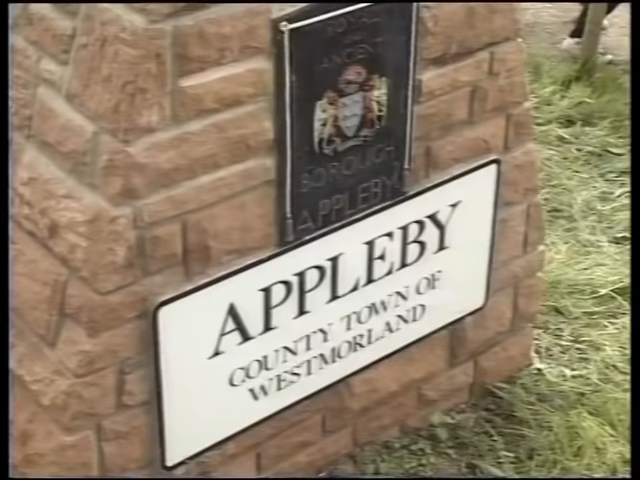 ROYAL
ANCIENT
BOROUGH
APPLEBY
APPLEBY
COUNTY TOWN OF
WESTMORLAND